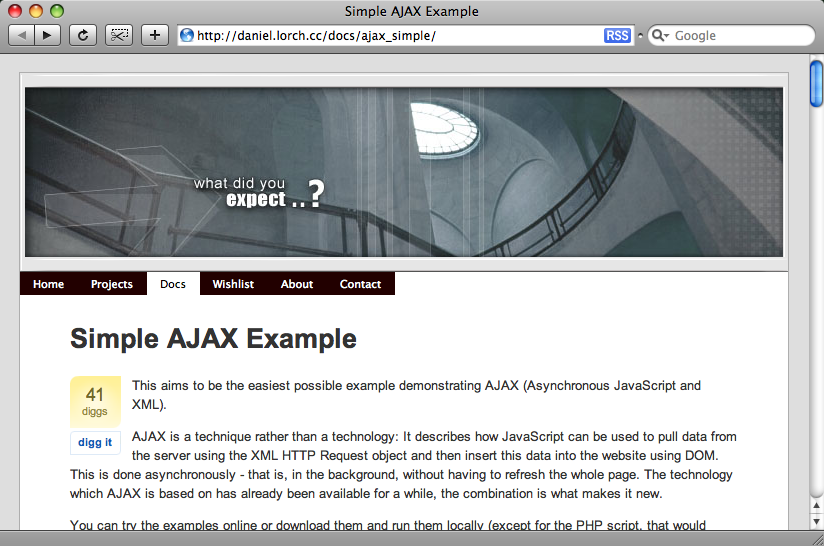 Simple AJAX Example
http://daniel.lorch.cc/docs/ajax_simple/
RSS
Google
what did you
expect ..?
Home Projects Docs Wishlist About Contact
Simple AJAX Example
41
diggs
digg it
This aims to be the easiest possible example demonstrating AJAX (Asynchronous JavaScript and
XML).
AJAX is a technique rather than a technology: It describes how JavaScript can be used to pull data from
the server using the XML HTTP Request object and then insert this data into the website using DOM.
This is done asynchronously - that is, in the background, without having to refresh the whole page. The technology
which AJAX is based on has already been available for a while, the combination is what makes it new.
You can try the examples online or download them and run them locally (except for the PHP script, that would